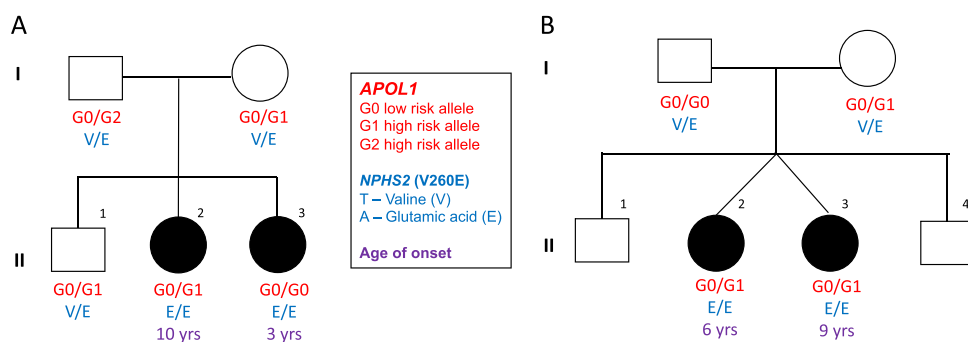 A
B
I
I
G0/G2
V/E
G0/G1
V/E
APOL1
G0 low risk allele
G1 high risk allele
G2 high risk allele
NPHS2 (V260E)
T – Valine (V)
A – Glutamic acid (E)
Age of onset
G0/G0
V/E
G0/G1
V/E
II
1
2
3
G0/G1
V/E
G0/G1
E/E
10 yrs
G0/G0
E/E
3 yrs
II
1
2
3
4
G0/G1
E/E
6 yrs
G0/G1
E/E
9 yrs